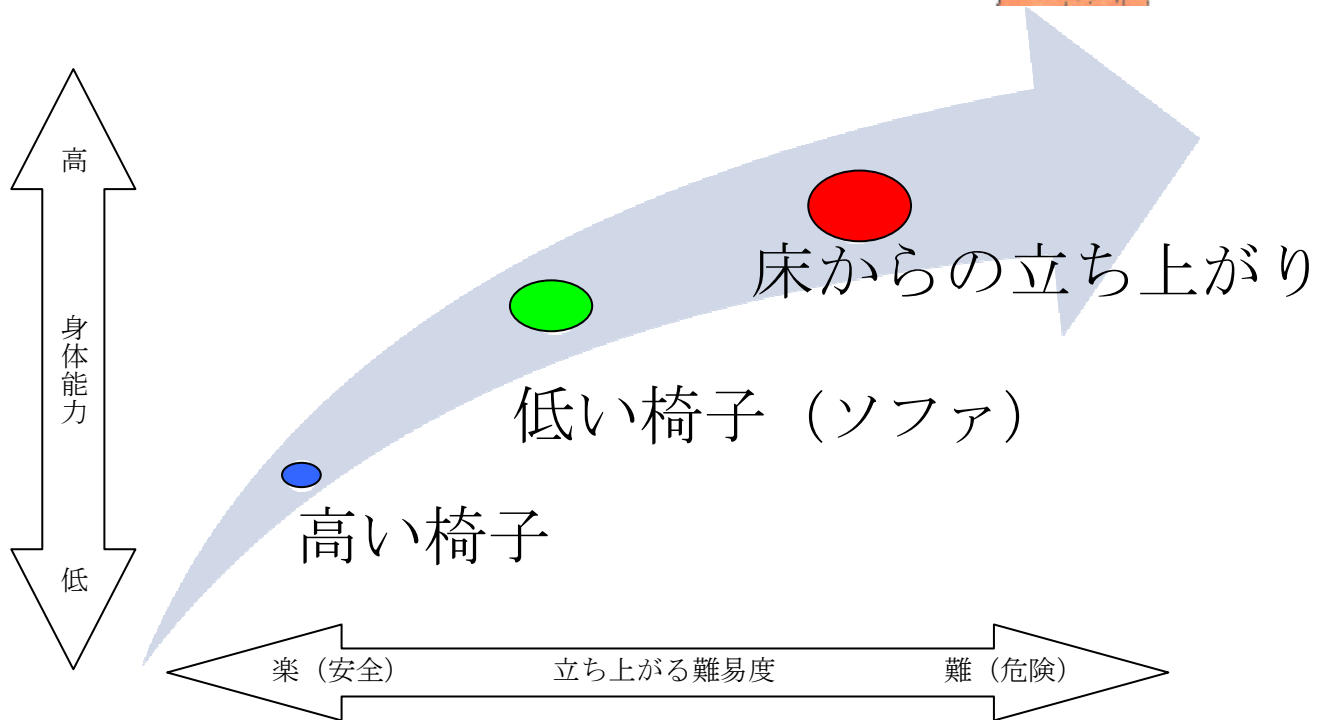 高
床からの立ち上がり
身体能力
低い椅子（ソファ）
高い椅子
低
楽（安全）
立ち上がる難易度
難（危険）